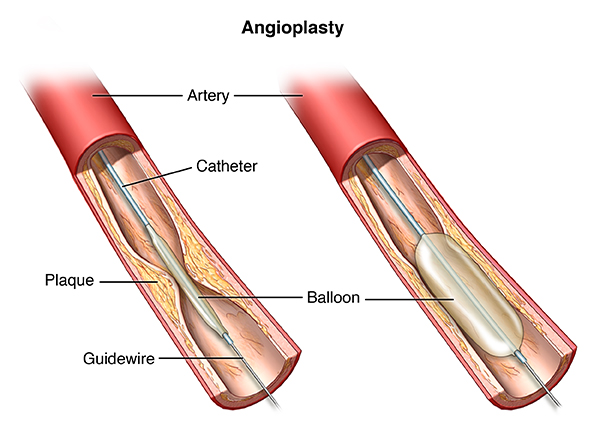 Angioplasty
Artery
Catheter
Plaque
Balloon
Guidewire